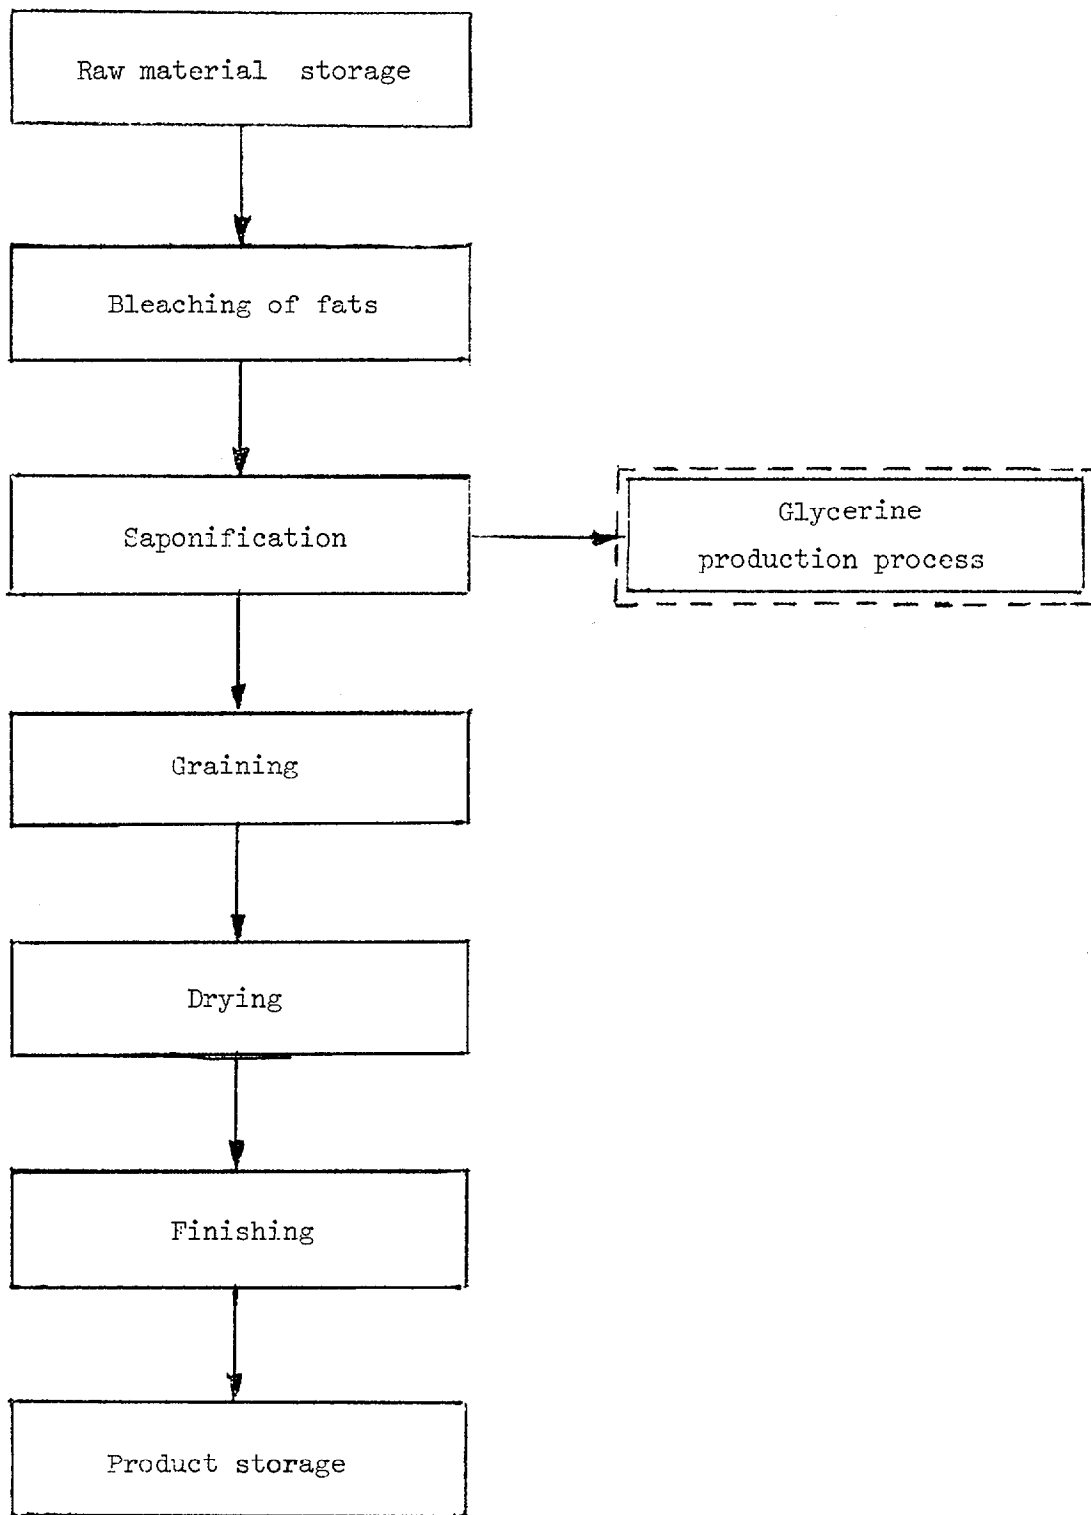 Raw material storage
Bleaching of fats
Saponification
Glycerine
production process
Graining
Drying
Finishing
Product storage